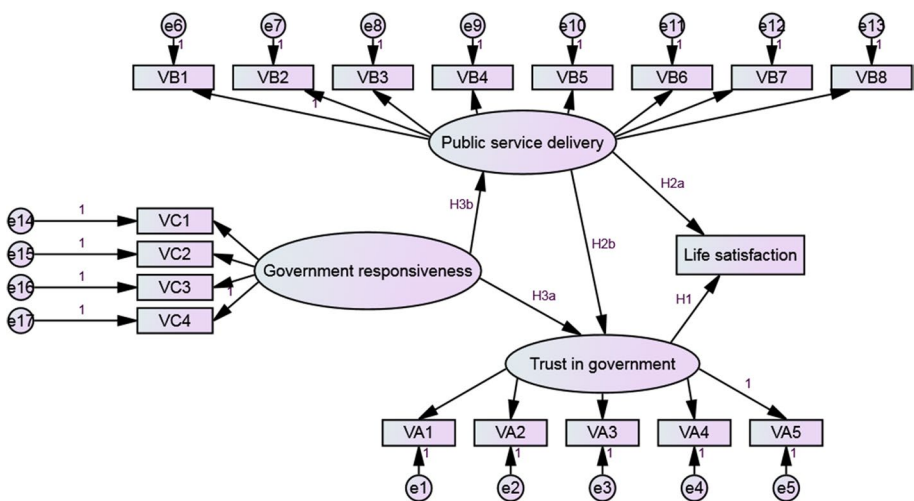 e6 e7 e8 e9 e10 e11 e12 e13
1 1 1 1 1 1 1 1
VB1 VB2 VB3 VB4 VB5 VB6 VB7 VB8
1
Public service delivery
H2a
H3b
e14 1 VC1
e15 1 VC2
H2b
Life satisfaction
Government responsiveness
e16 1 VC3
1
H3a
H1
e17 1 VC4
Trust in government
1
VA1 VA2 VA3 VA4 VA5
1 1 1 1 1
e1 e2 e3 e4 e5